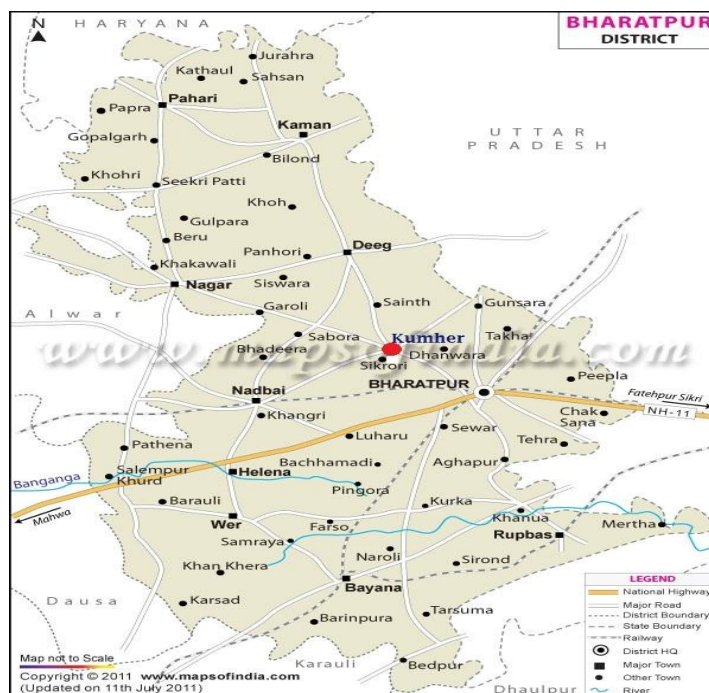 BHARATPUR
DISTRICT
N
HARYANA
Jurahra
Kathaul
Sahsan
Papra
Pahari
Kaman
Gopalgarh
UTTAR
PRADESH
Bilond
Khohri
Seekri Patti
Khoh
Gulpara
Beru
Panhori
Deeg
Khakawali
Siswara
Nagar
Sainth
Gunsara
Garoli
Alwar
Sabora
Kumher
Takha
www.mapsofindia.com
Bhadeera
Dhanwara
Sikrori
BHARATPUR
Peepla
Nadbai
Fatehpur Sikri
NH-11
Khangri
Chak
Sana
Sewar
Luharu
Tehra
Pathena
Bachhamadi
Aghapur
Banganga
Salempur
Khurd
Helena
Pingora
Barauli
Kurka
Mahwa
Wer
Farso
Khanua
Mertha
Rupbas
Samraya
Naroli
Sirond
Khan Khera
Bayana
Dausa
Karsad
Barinpura
Tarsuma
Karauli
Bedpur
Dhaulpur
LEGEND
National Highway
Major Road
District Boundary
State Boundary
Railway
District HQ
Major Town
Other Town
River
Map not to Scale
Copyright © 2011 www.mapsofindia.com
(Updated on 11th July 2011)